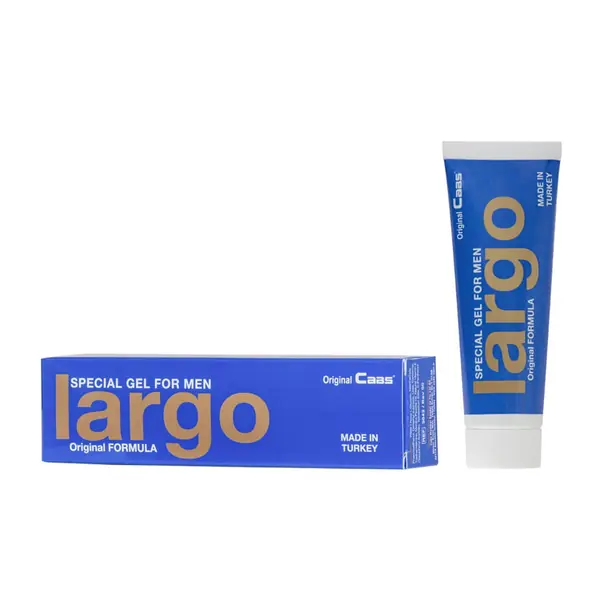 SPECIAL GEL FOR MEN
largo
Original FORMULA
Original Caas
MADE IN
TURKEY
Original Caas
MADE IN
TURKEY
SPECIAL GEL FOR MEN
largo
Original FORMULA